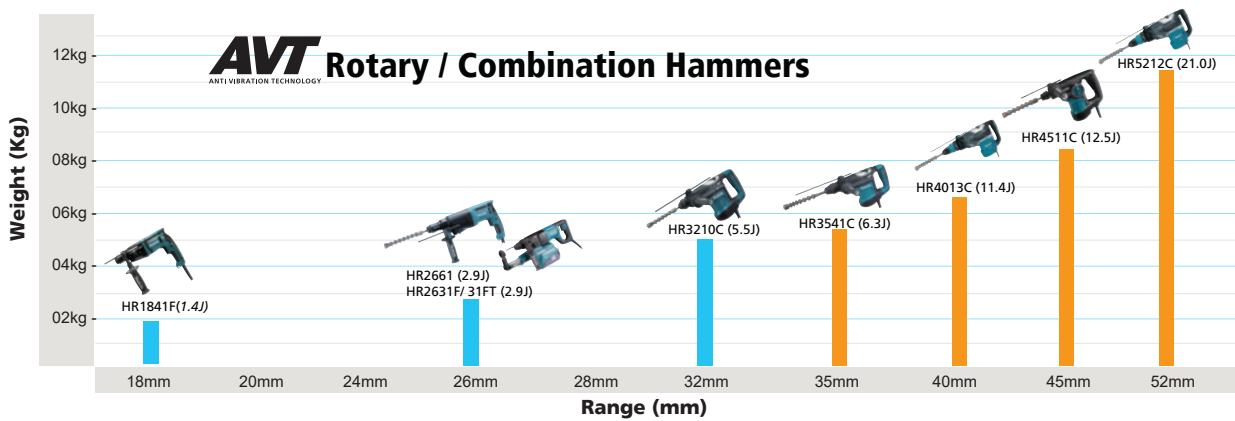 AVT
ANTI VIBRATION TECHNOLOGY
Rotary / Combination Hammers
Weight (Kg)
12kg
10kg
08kg
06kg
04kg
02kg
HR1841F(1.4J)
HR2661 (2.9J)
HR2631F/ 31FT (2.9J)
HR3210C (5.5J)
HR3541C (6.3J)
HR4013C (11.4J)
HR4511C (12.5J)
HR5212C (21.0J)
18mm 20mm 24mm 26mm 28mm 32mm 35mm 40mm 45mm 52mm
Range (mm)